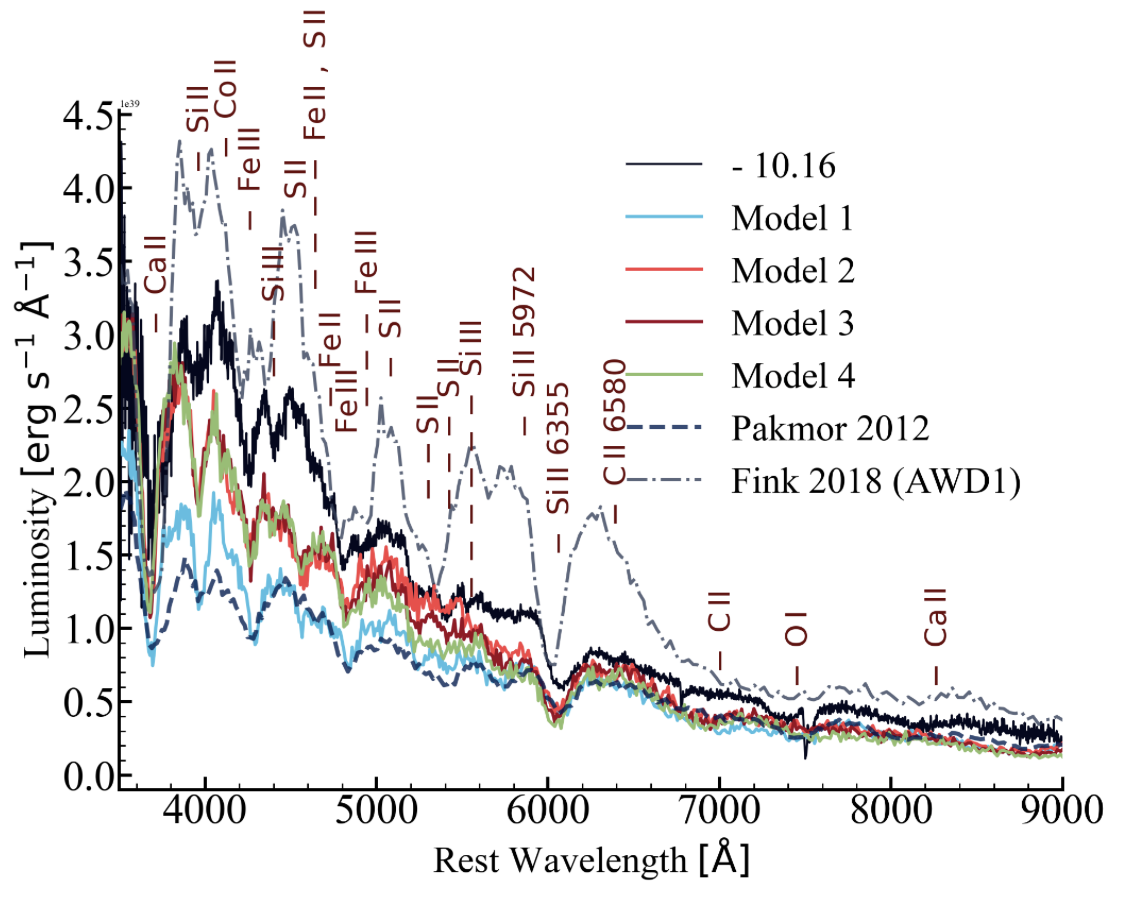 1e39
4.5
4.0
3.5
3.0
2.5
2.0
1.5
1.0
0.5
0.0
Luminosity [erg s⁻¹ Å⁻¹]
4000 5000 6000 7000 8000 9000
Rest Wavelength [Å]
Ca II
Si II
Co II
Fe III
Si III
S II
Fe II , S II
Fe II
Fe III
Fe III
S II
S II
S II
Si III
Si II 5972
Si II 6355
C II 6580
C II
O I
Ca II
- 10.16
Model 1
Model 2
Model 3
Model 4
Pakmor 2012
Fink 2018 (AWD1)